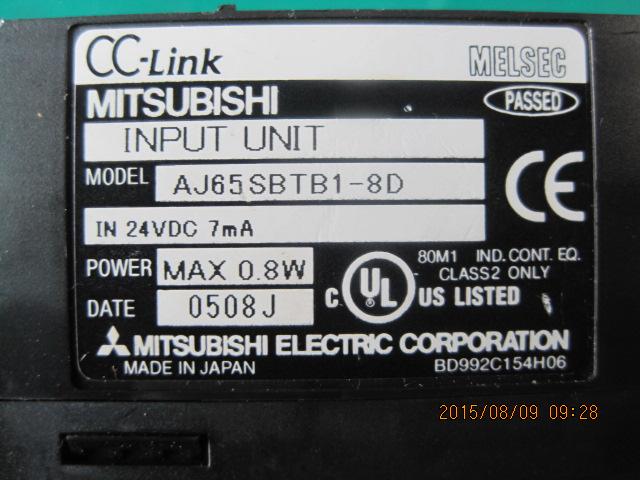 CC-Link MELSEC
MITSUBISHI PASSED
INPUT UNIT
MODEL AJ65SBTB1-8D
CE
IN 24VDC 7mA
POWER MAX 0.8W
80M1 IND. CONT. EQ.
CLASS2 ONLY
C UL US LISTED
DATE 0508J
MITSUBISHI ELECTRIC CORPORATION
MADE IN JAPAN BD992C154H06
2015/08/09 09:28